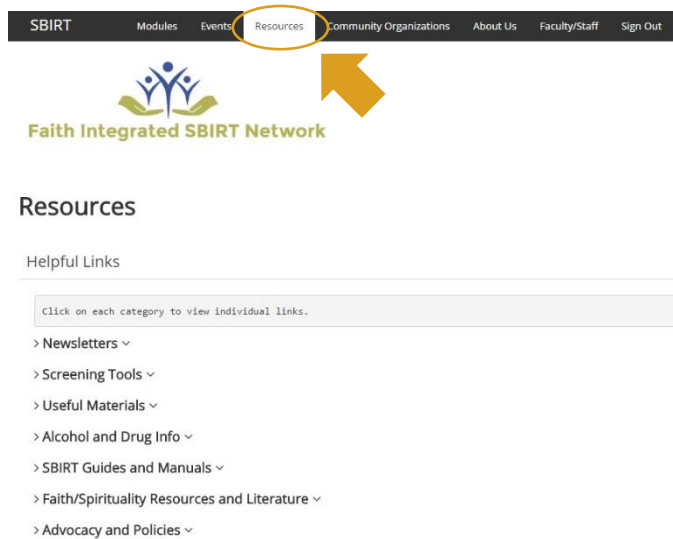 SBIRT Modules Events Resources Community Organizations About Us Faculty/Staff Sign Out
Faith Integrated SBIRT Network
Resources
Helpful Links
Click on each category to view individual links.
> Newsletters
> Screening Tools
> Useful Materials
> Alcohol and Drug Info
> SBIRT Guides and Manuals
> Faith/Spirituality Resources and Literature
> Advocacy and Policies